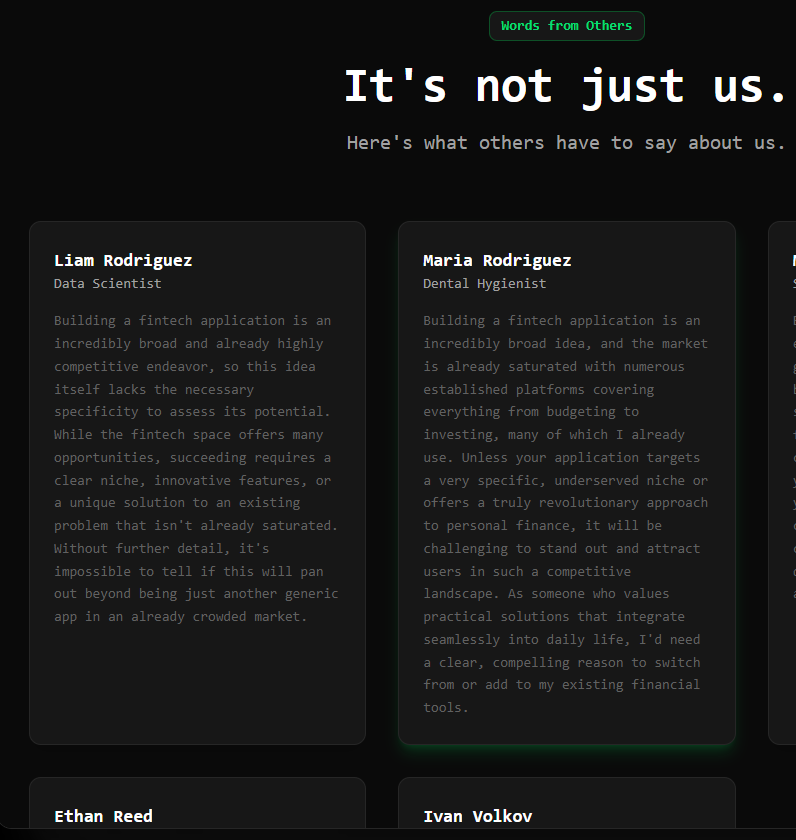 Words from Others
It's not just us.
Here's what others have to say about us.
Liam Rodriguez
Data Scientist
Building a fintech application is an
incredibly broad and already highly
competitive endeavor, so this idea
itself lacks the necessary
specificity to assess its potential.
While the fintech space offers many
opportunities, succeeding requires a
clear niche, innovative features, or
a unique solution to an existing
problem that isn't already saturated.
Without further detail, it's
impossible to tell if this will pan
out beyond being just another generic
app in an already crowded market.
Maria Rodriguez
Dental Hygienist
Building a fintech application is an
incredibly broad idea, and the market
is already saturated with numerous
established platforms covering
everything from budgeting to
investing, many of which I already
use. Unless your application targets
a very specific, underserved niche or
offers a truly revolutionary approach
to personal finance, it will be
challenging to stand out and attract
users in such a competitive
landscape. As someone who values
practical solutions that integrate
seamlessly into daily life, I'd need
a clear, compelling reason to switch
from or add to my existing financial
tools.
Ethan Reed
Ivan Volkov